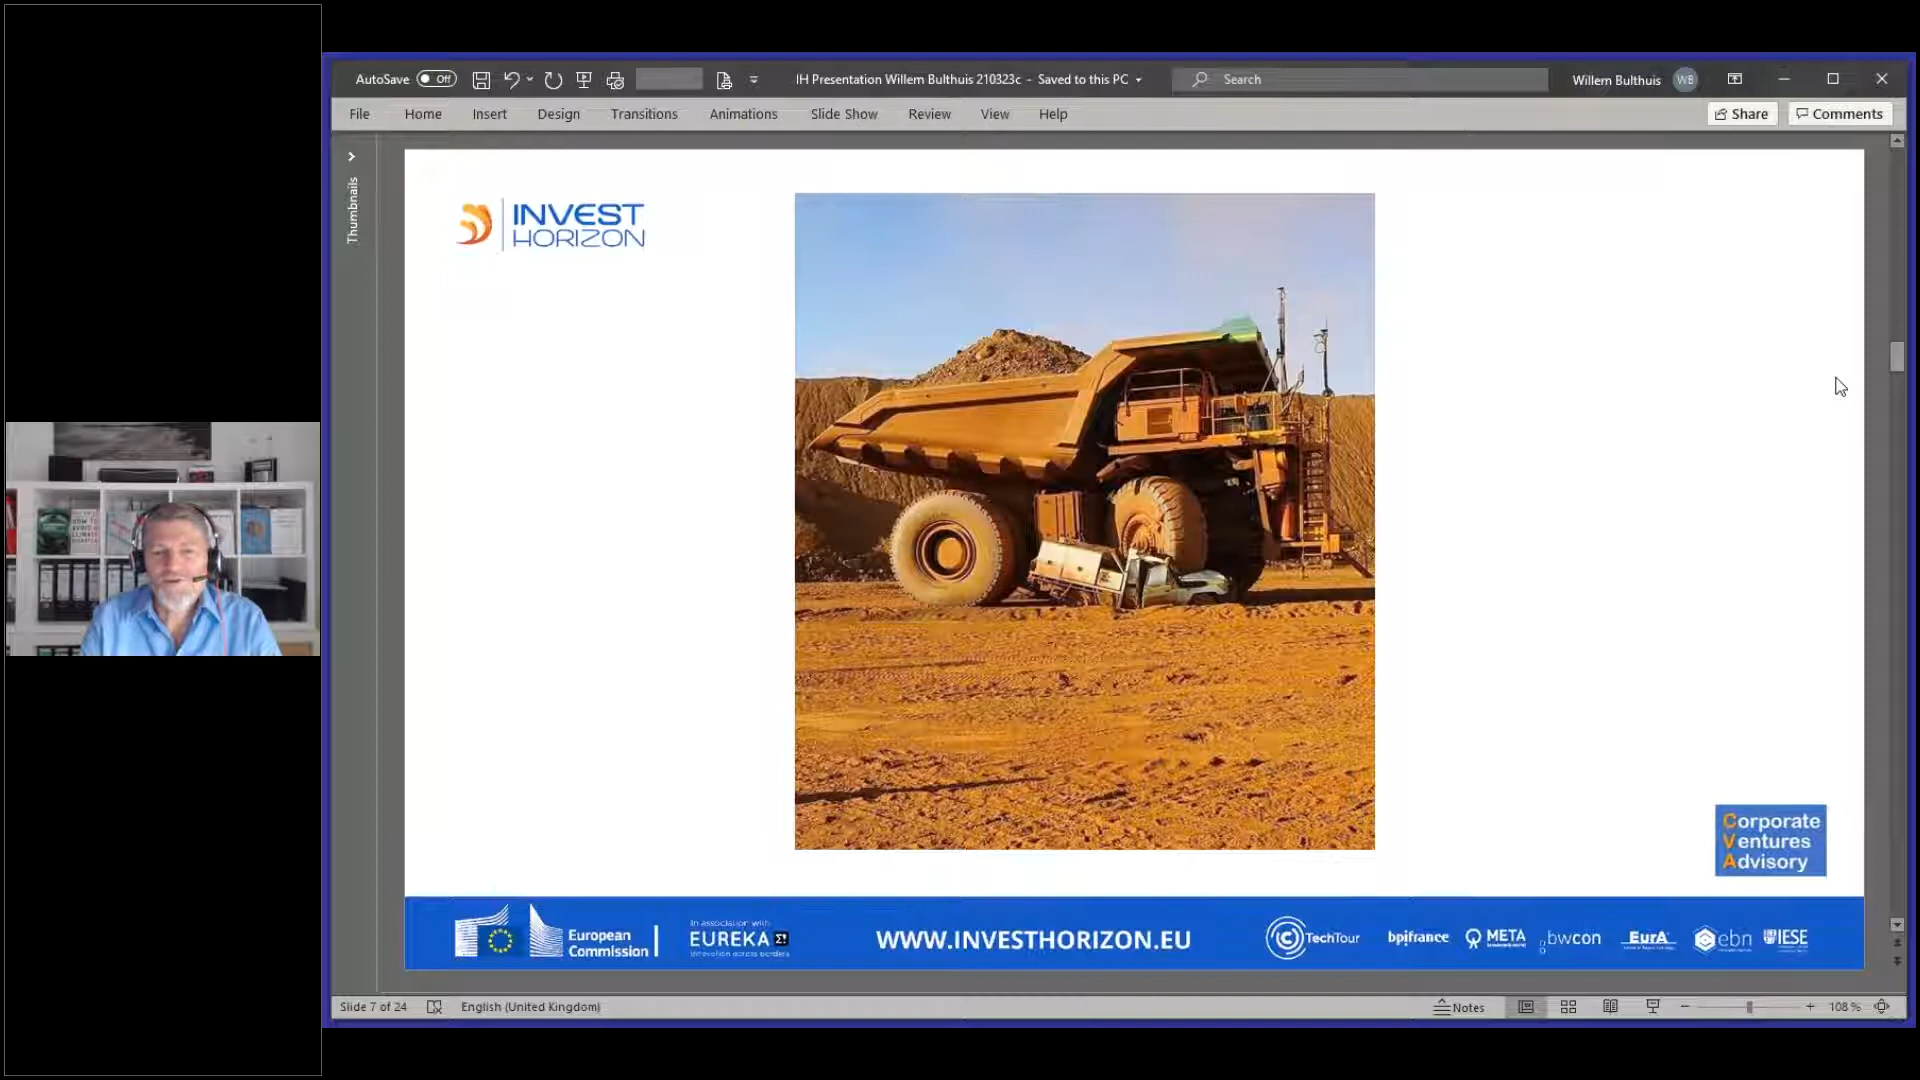 AutoSave Off
IH Presentation Willem Bulthuis 210323c - Saved to this PC
Search
Willem Bulthuis WB
File Home Insert Design Transitions Animations Slide Show Review View Help
Share Comments
Thumbnails
INVEST
HORIZON
Corporate
Ventures
Advisory
European
Commission
In association with
EUREKA Σ!
innovation across borders
WWW.INVESTHORIZON.EU
TechTour
bpifrance
META
bwcon
EurA
ebn
IESE
Slide 7 of 24 English (United Kingdom)
Notes
108 %